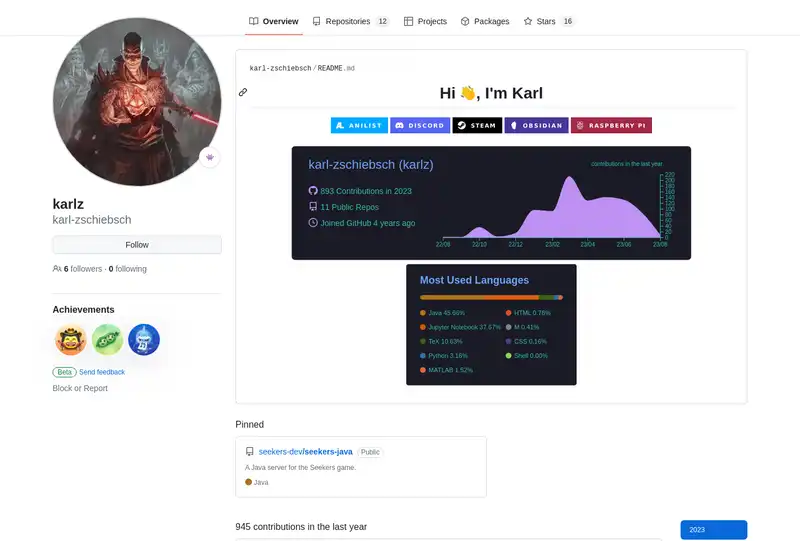 Overview
Repositories 12
Projects
Packages
Stars 16
karlz
karl-zschiebsch
Follow
6 followers · 0 following
Achievements
Beta Send feedback
Block or Report
karl-zschiebsch/README.md
Hi 👋, I'm Karl
ANILIST
DISCORD
STEAM
OBSIDIAN
RASPBERRY PI
karl-zschiebsch (karlz)
893 Contributions in 2023
11 Public Repos
Joined GitHub 4 years ago
contributions in the last year
220
200
180
160
140
120
100
80
60
40
20
0
22/08
22/10
22/12
23/02
23/04
23/06
23/08
Most Used Languages
Java 45.66%
Jupyter Notebook 37.67%
TeX 10.63%
Python 3.16%
MATLAB 1.52%
HTML 0.78%
M 0.41%
CSS 0.16%
Shell 0.00%
Pinned
seekers-dev/seekers-java Public
A Java server for the Seekers game.
Java
945 contributions in the last year
2023